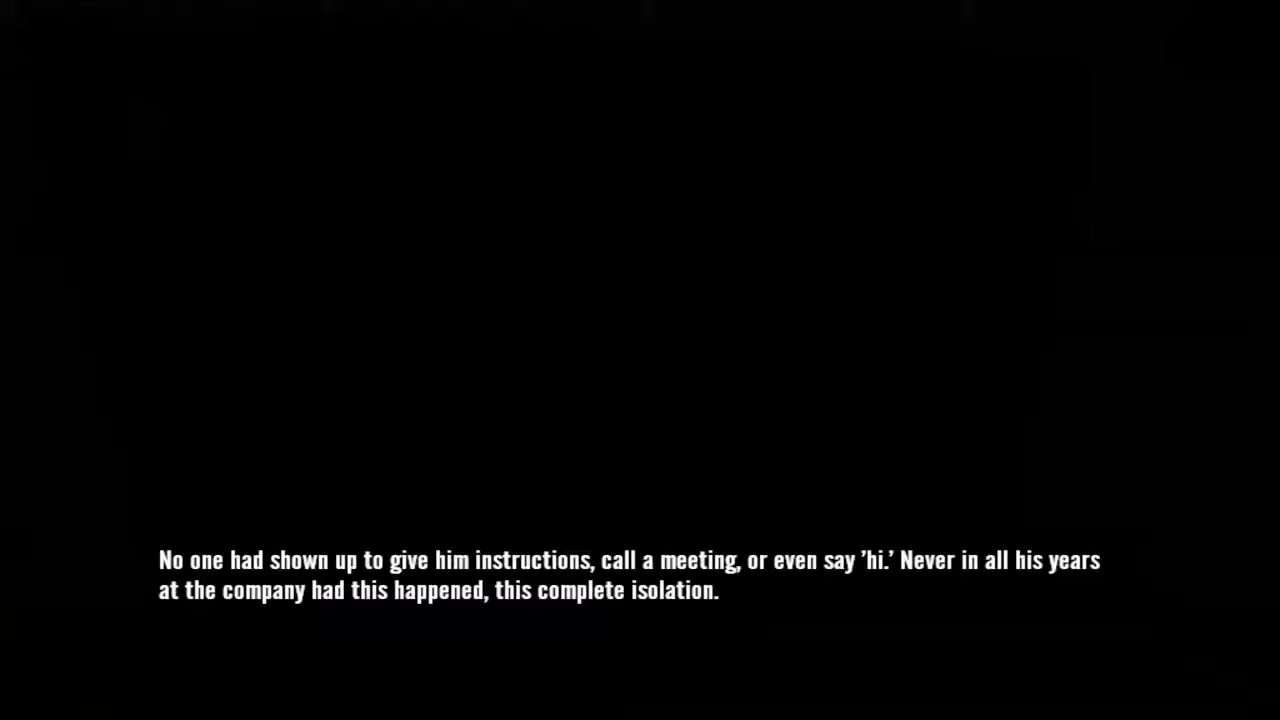 No one had shown up to give him instructions, call a meeting, or even say ’hi.’ Never in all his years
at the company had this happened, this complete isolation.